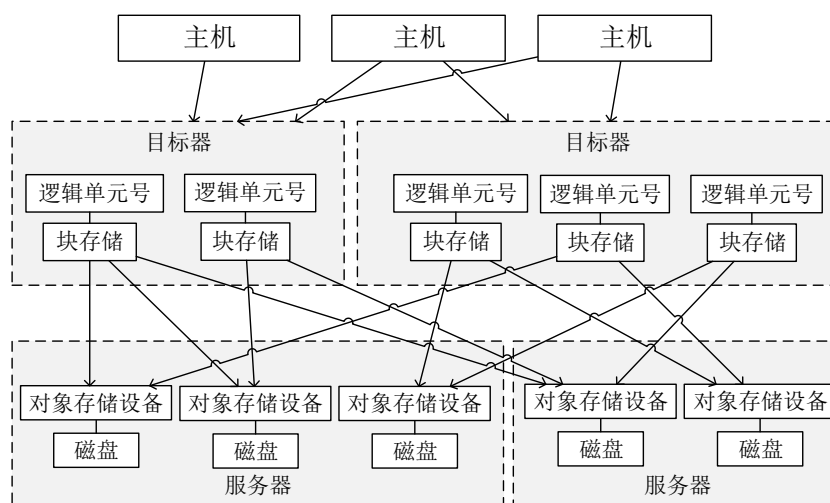 主机 主机 主机
目标器 目标器
逻辑单元号 逻辑单元号 逻辑单元号 逻辑单元号 逻辑单元号
块存储 块存储 块存储 块存储 块存储
对象存储设备 对象存储设备 对象存储设备 对象存储设备 对象存储设备
磁盘 磁盘 磁盘 磁盘 磁盘
服务器 服务器